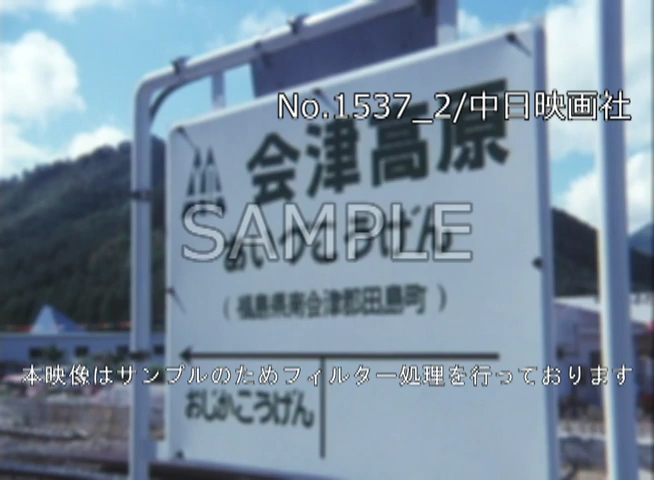 No.1537_2/中日映画社
会津高原
SAMPLE
あいづこうげん
（福島県南会津郡田島町）
本映像はサンプルのためフィルター処理を行っております
おじかこうげん